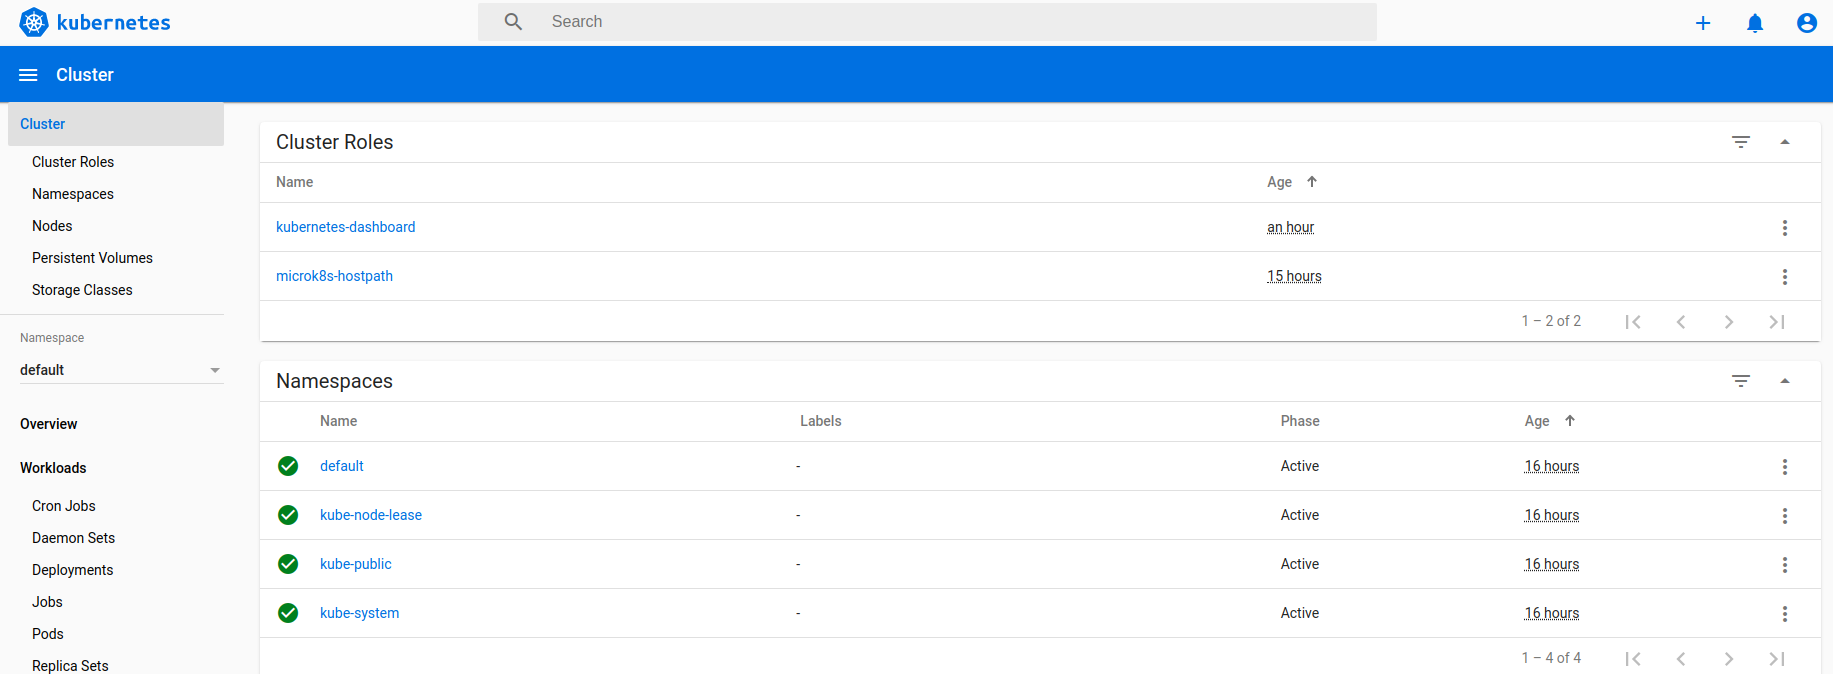 kubernetes
Search
Cluster
Cluster
Cluster Roles
Namespaces
Nodes
Persistent Volumes
Storage Classes
Namespace
default
Overview
Workloads
Cron Jobs
Daemon Sets
Deployments
Jobs
Pods
Replica Sets
Cluster Roles
Name Age
kubernetes-dashboard an hour
microk8s-hostpath 15 hours
1 – 2 of 2
Namespaces
Name Labels Phase Age
default - Active 16 hours
kube-node-lease - Active 16 hours
kube-public - Active 16 hours
kube-system - Active 16 hours
1 – 4 of 4